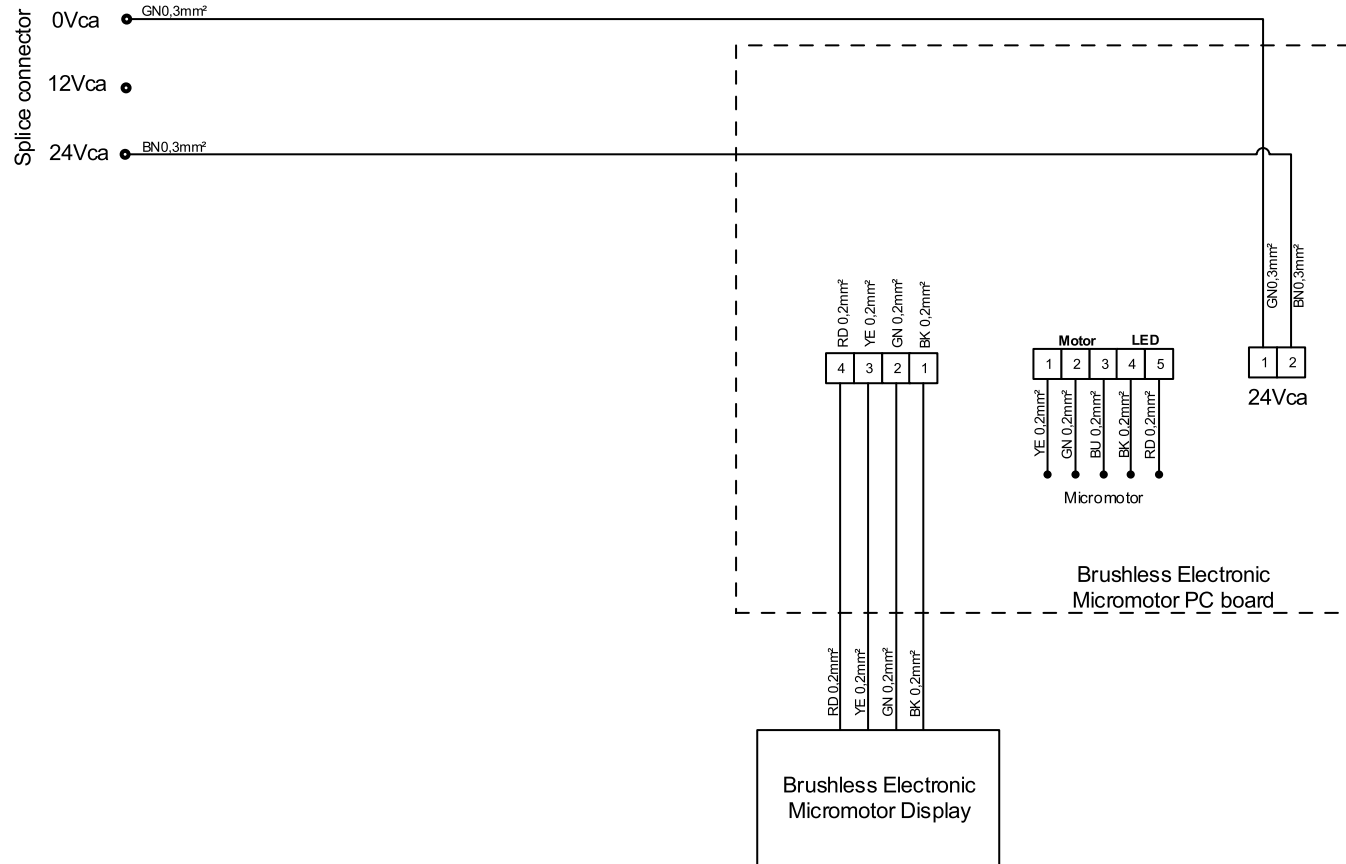 Splice connector
0Vca
GN0,3mm²
12Vca
24Vca
BN0,3mm²
GN0,3mm²
BN0,3mm²
RD 0,2mm²
YE 0,2mm²
GN 0,2mm²
BK 0,2mm²
4 3 2 1
Motor LED
1 2 3 4 5
1 2
24Vca
YE 0,2mm²
GN 0,2mm²
BU 0,2mm²
BK 0,2mm²
RD 0,2mm²
Micromotor
Brushless Electronic
Micromotor PC board
RD 0,2mm²
YE 0,2mm²
GN 0,2mm²
BK 0,2mm²
Brushless Electronic
Micromotor Display